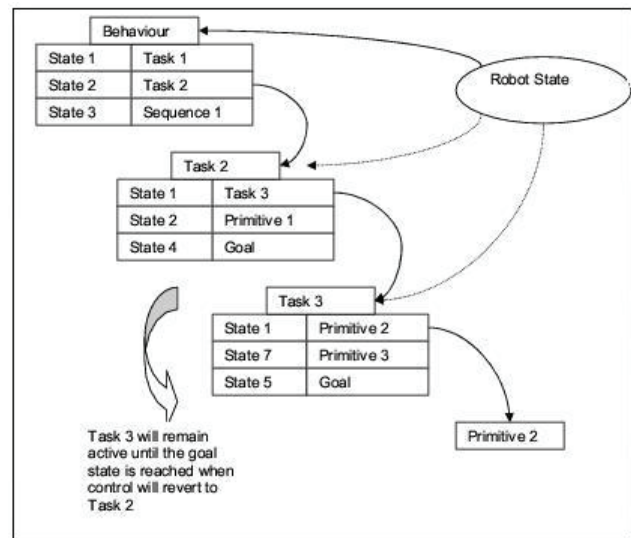 Behaviour
State 1 Task 1
State 2 Task 2
State 3 Sequence 1
Robot State
Task 2
State 1 Task 3
State 2 Primitive 1
State 4 Goal
Task 3
State 1 Primitive 2
State 7 Primitive 3
State 5 Goal
Primitive 2
Task 3 will remain
active until the goal
state is reached when
control will revert to
Task 2